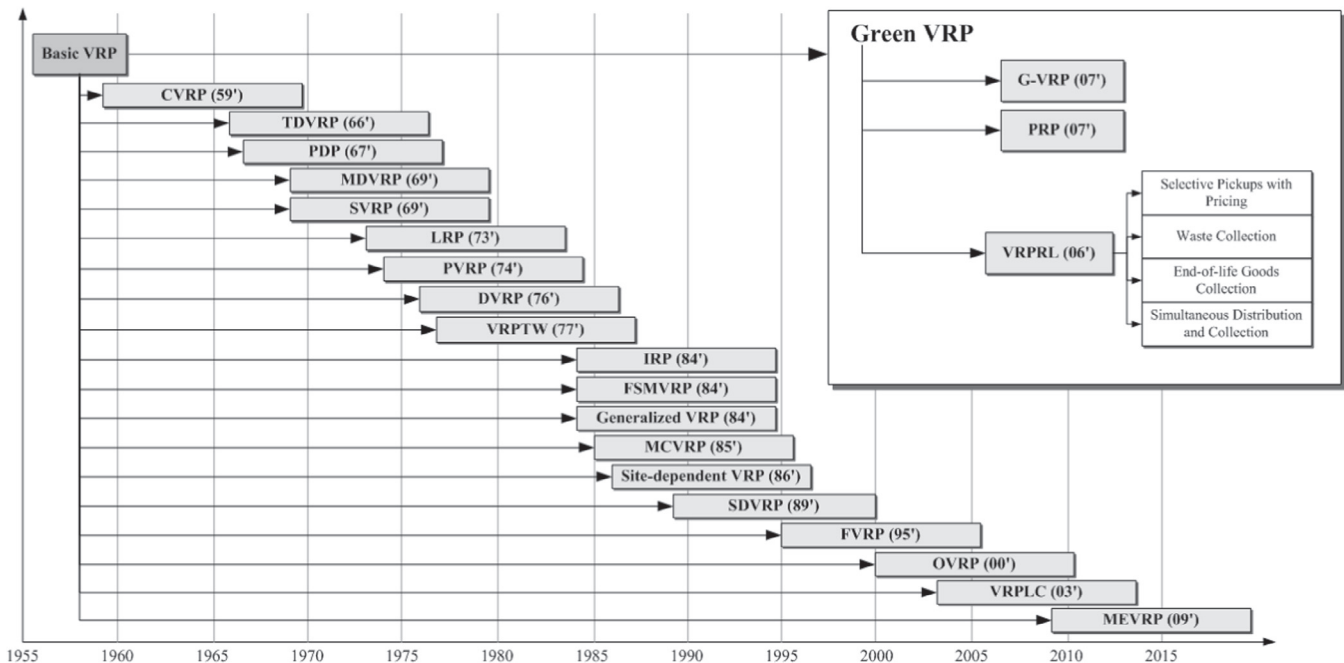 Basic VRP
CVRP (59')
TDVRP (66')
PDP (67')
MDVRP (69')
SVRP (69')
LRP (73')
PVRP (74')
DVRP (76')
VRPTW (77')
IRP (84')
FSMVRP (84')
Generalized VRP (84')
MCVRP (85')
Site-dependent VRP (86')
SDVRP (89')
FVRP (95')
OVRP (00')
VRPLC (03')
MEVRP (09')
Green VRP
G-VRP (07')
PRP (07')
VRPRL (06')
Selective Pickups with
Pricing
Waste Collection
End-of-life Goods
Collection
Simultaneous Distribution
and Collection
1955 1960 1965 1970 1975 1980 1985 1990 1995 2000 2005 2010 2015